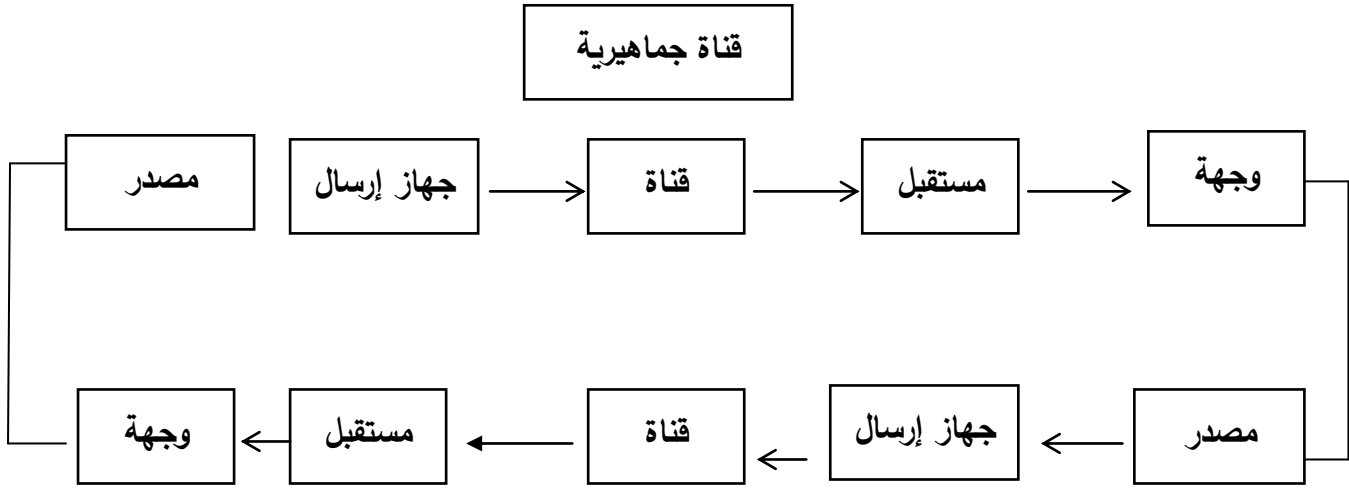 قناة جماهيرية
مصدر
جهاز إرسال
قناة
مستقبل
وجهة
مصدر
جهاز إرسال
قناة
مستقبل
وجهة